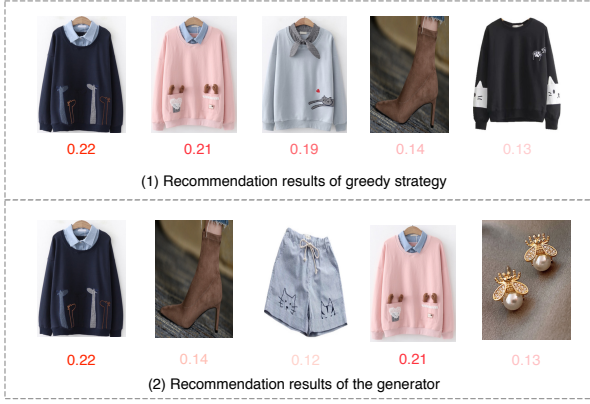 0.22 0.21 0.19 0.14 0.13
(1) Recommendation results of greedy strategy
0.22 0.14 0.12 0.21 0.13
(2) Recommendation results of the generator